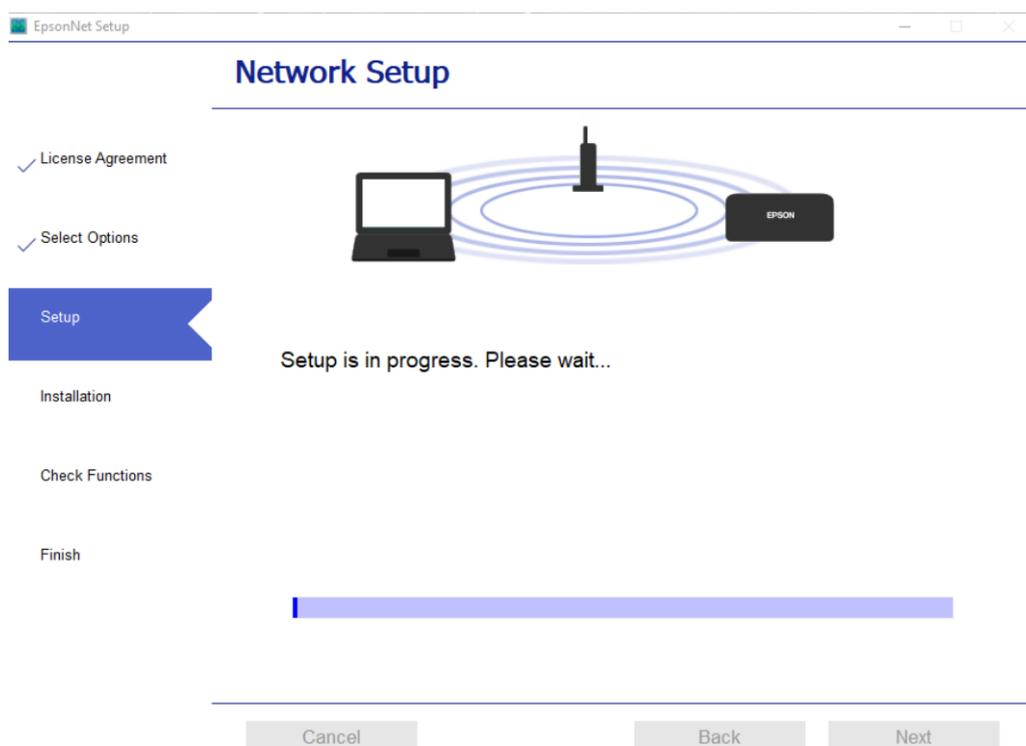 EpsonNet Setup
Network Setup
License Agreement
Select Options
Setup
Installation
Check Functions
Finish
EPSON
Setup is in progress. Please wait...
Cancel
Back
Next